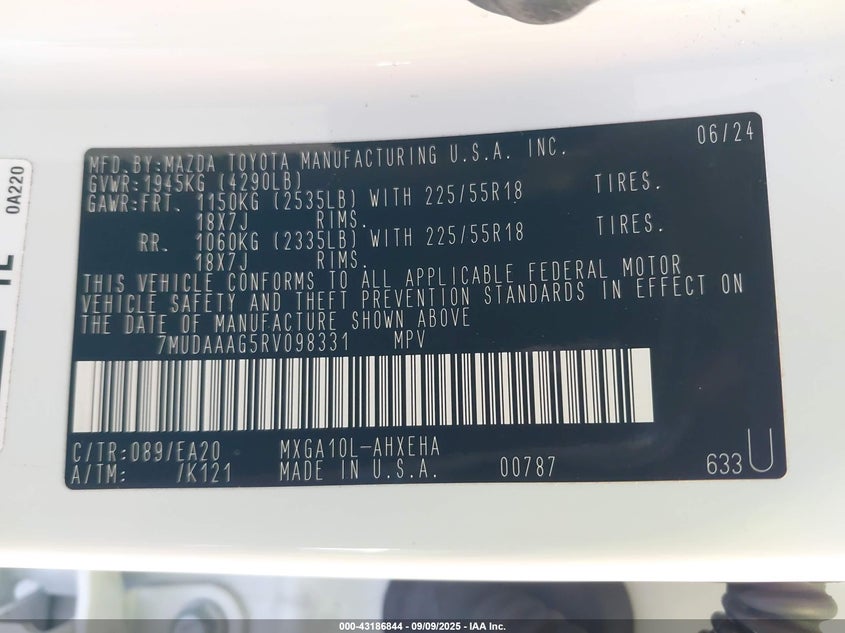 06/24
MFD.BY:MAZDA TOYOTA MANUFACTURING U.S.A. INC.
GVWR:1945KG (4290LB)
GAWR:FRT. 1150KG (2535LB) WITH 225/55R18 TIRES.
18X7J RIMS.
RR. 1060KG (2335LB) WITH 225/55R18 TIRES.
18X7J RIMS.
THIS VEHICLE CONFORMS TO ALL APPLICABLE FEDERAL MOTOR
VEHICLE SAFETY AND THEFT PREVENTION STANDARDS IN EFFECT ON
THE DATE OF MANUFACTURE SHOWN ABOVE
7MUDAAAG5RV098331 MPV
C/TR:089/EA20 MXGA10L-AHXEHA
A/TM: /K121 MADE IN U.S.A. 00787 633 U
0A220
000-43186844 / 09/09/2025 - IAA Inc.